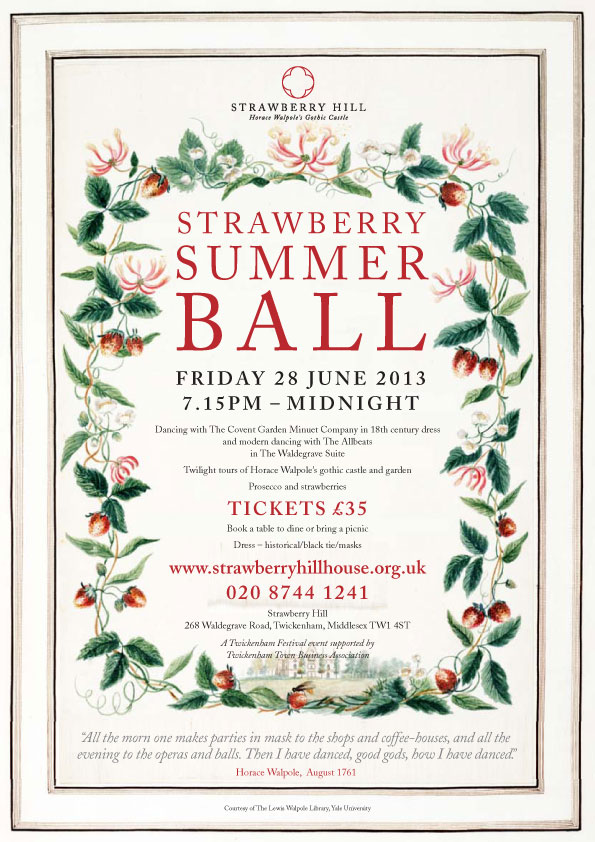 STRAWBERRY HILL
Horace Walpole's Gothic Castle
STRAWBERRY
SUMMER
BALL
FRIDAY 28 JUNE 2013
7.15PM – MIDNIGHT
Dancing with The Covent Garden Minuet Company in 18th century dress
and modern dancing with The Allbeats
in The Waldegrave Suite
Twilight tours of Horace Walpole's gothic castle and garden
Prosecco and strawberries
TICKETS £35
Book a table to dine or bring a picnic
Dress – historical/black tie/masks
www.strawberryhillhouse.org.uk
020 8744 1241
Strawberry Hill
268 Waldegrave Road, Twickenham, Middlesex TW1 4ST
A Twickenham Festival event supported by
Twickenham Town Business Association
“All the morn one makes parties in mask to the shops and coffee-houses, and all the
evening to the operas and balls. Then I have danced, good gods, how I have danced.”
Horace Walpole, August 1761
Courtesy of The Lewis Walpole Library, Yale University